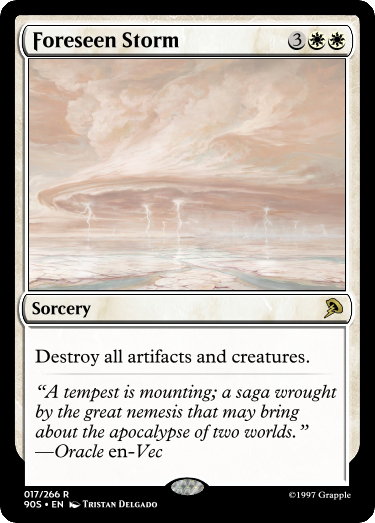 Foreseen Storm 3
Sorcery
Destroy all artifacts and creatures.
“A tempest is mounting; a saga wrought
by the great nemesis that may bring
about the apocalypse of two worlds.”
—Oracle en-Vec
017/266 R
90S • EN Tristan Delgado
©1997 Grapple